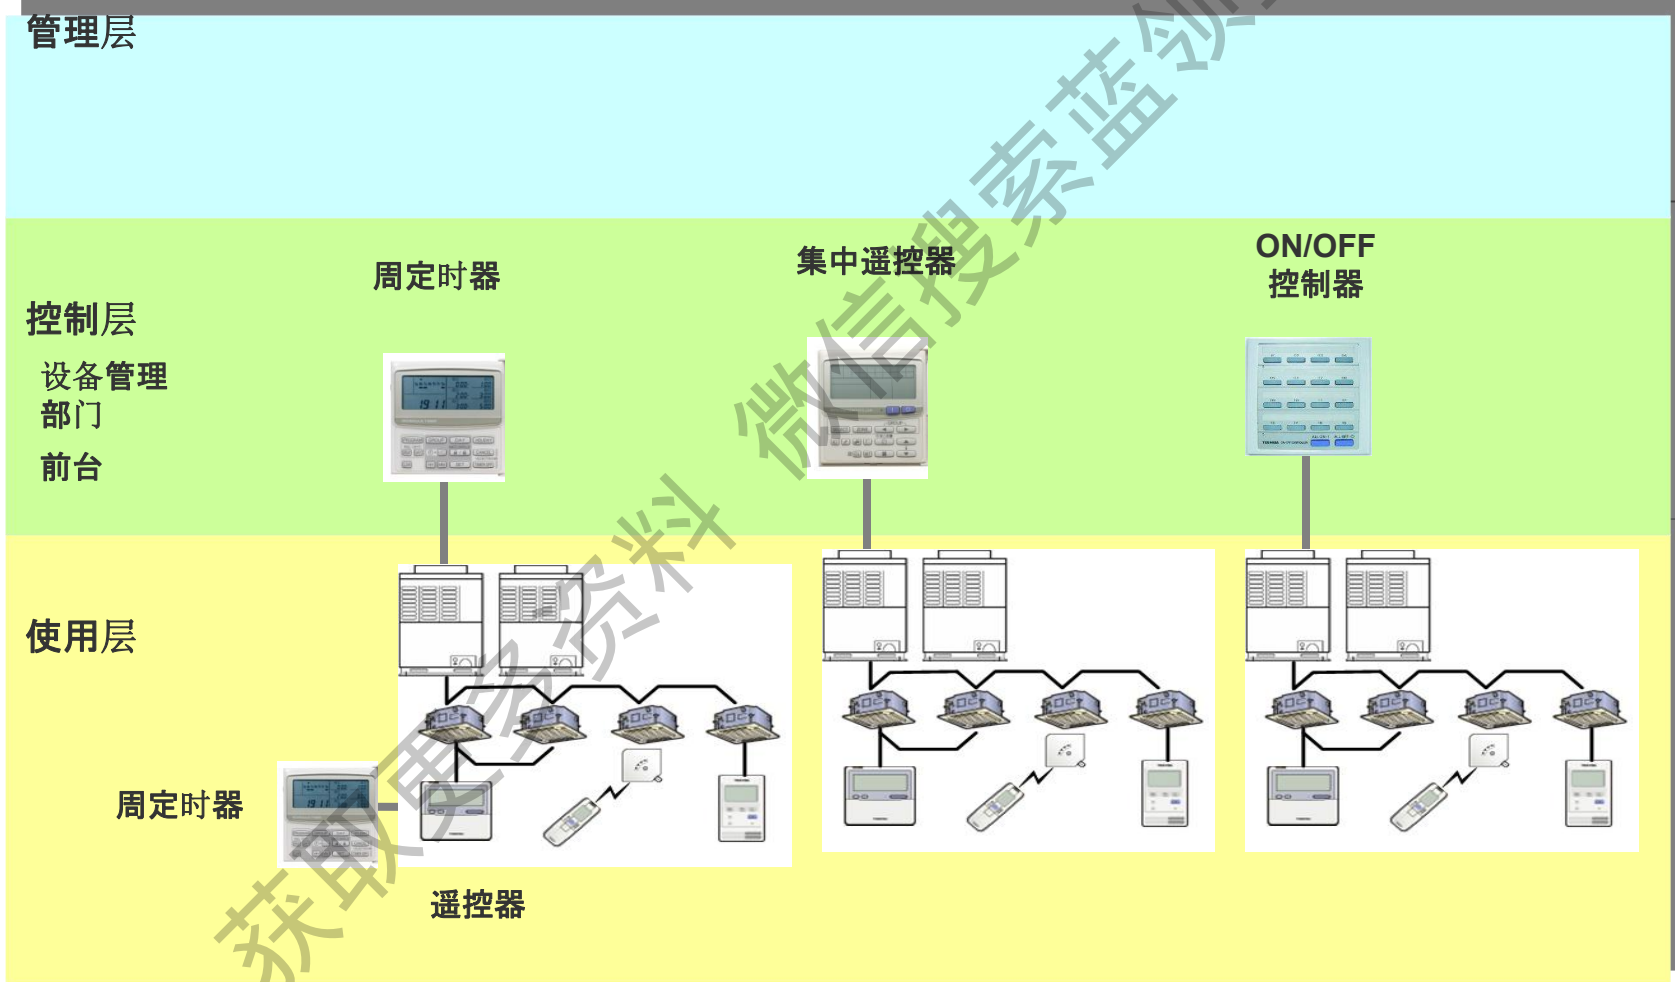 管理层
ON/OFF
控制器
集中遥控器
周定时器
控制层
设备管理
部门
前台
使用层
周定时器
遥控器
获取更多资料 微信搜索蓝领